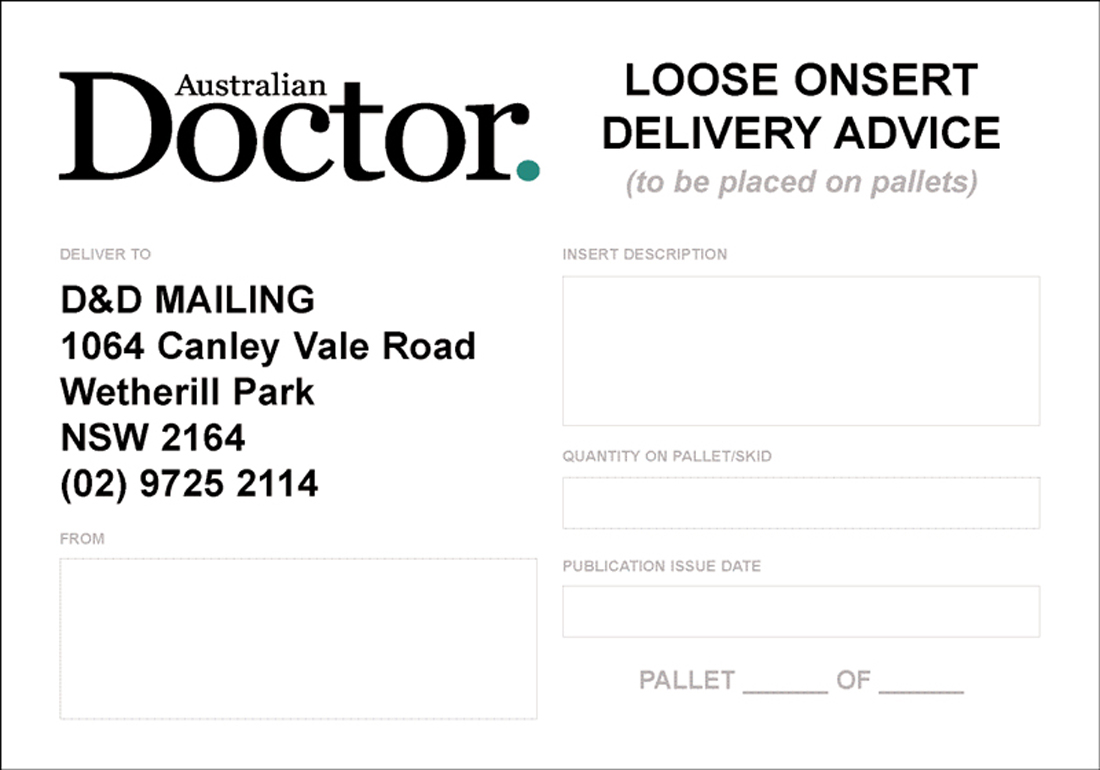 Australian
Doctor.
LOOSE ONSERT
DELIVERY ADVICE
(to be placed on pallets)
DELIVER TO
D&D MAILING
1064 Canley Vale Road
Wetherill Park
NSW 2164
(02) 9725 2114
FROM
INSERT DESCRIPTION
QUANTITY ON PALLET/SKID
PUBLICATION ISSUE DATE
PALLET ______ OF ______